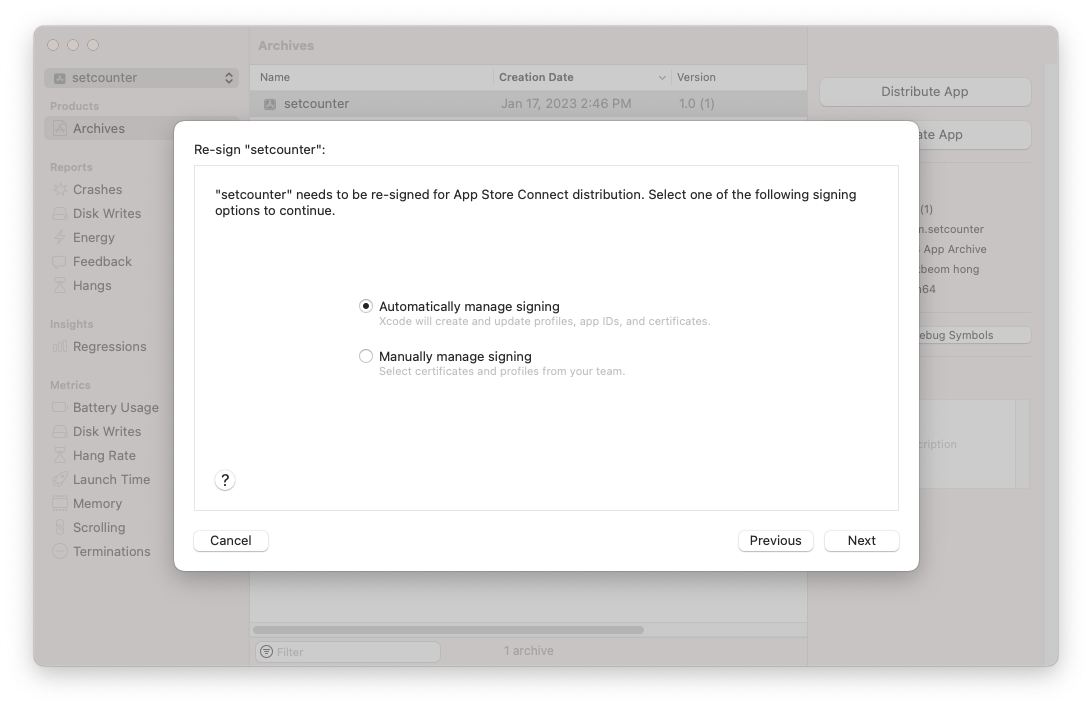 Archives
setcounter
Name
Creation Date
Version
setcounter
Jan 17, 2023 2:46 PM
1.0 (1)
Distribute App
Products
Archives
Reports
Crashes
Disk Writes
Energy
Feedback
Hangs
Insights
Regressions
Metrics
Battery Usage
Disk Writes
Hang Rate
Launch Time
Memory
Scrolling
Terminations
Re-sign "setcounter":
"setcounter" needs to be re-signed for App Store Connect distribution. Select one of the following signing
options to continue.
Automatically manage signing
Xcode will create and update profiles, app IDs, and certificates.
Manually manage signing
Select certificates and profiles from your team.
?
Cancel
Previous
Next
App
(1)
.setcounter
App Archive
hong
Symbols
Filter
1 archive